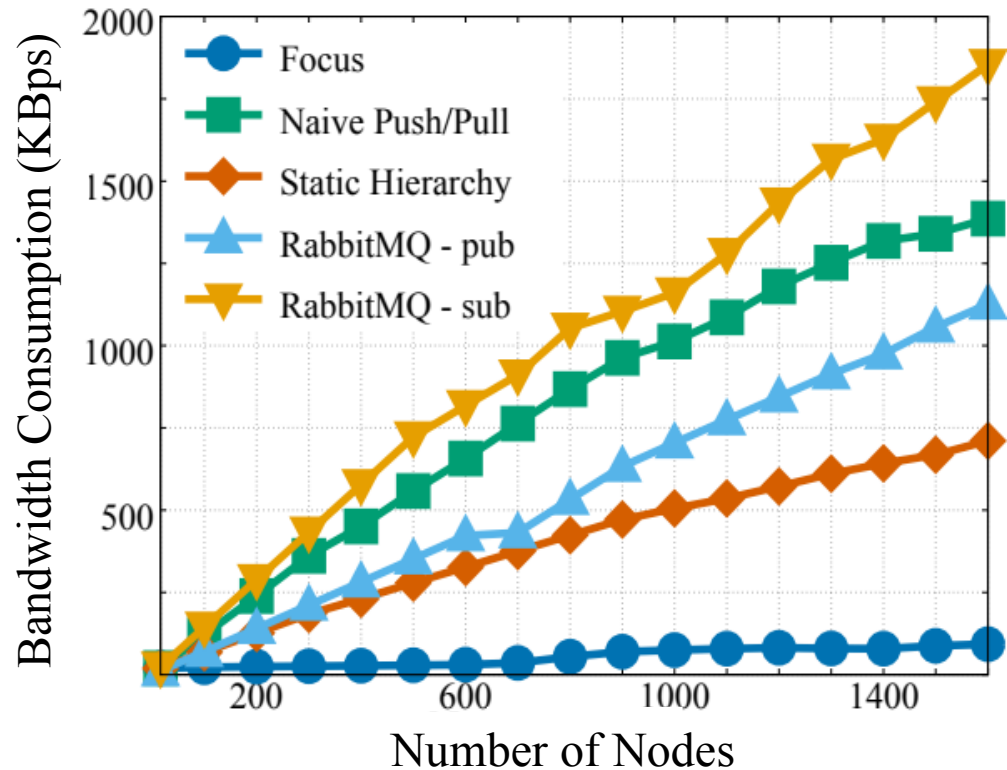 Bandwidth Consumption (KBps)
2000
1500
1000
500
Focus
Naive Push/Pull
Static Hierarchy
RabbitMQ - pub
RabbitMQ - sub
200
600
1000
1400
Number of Nodes